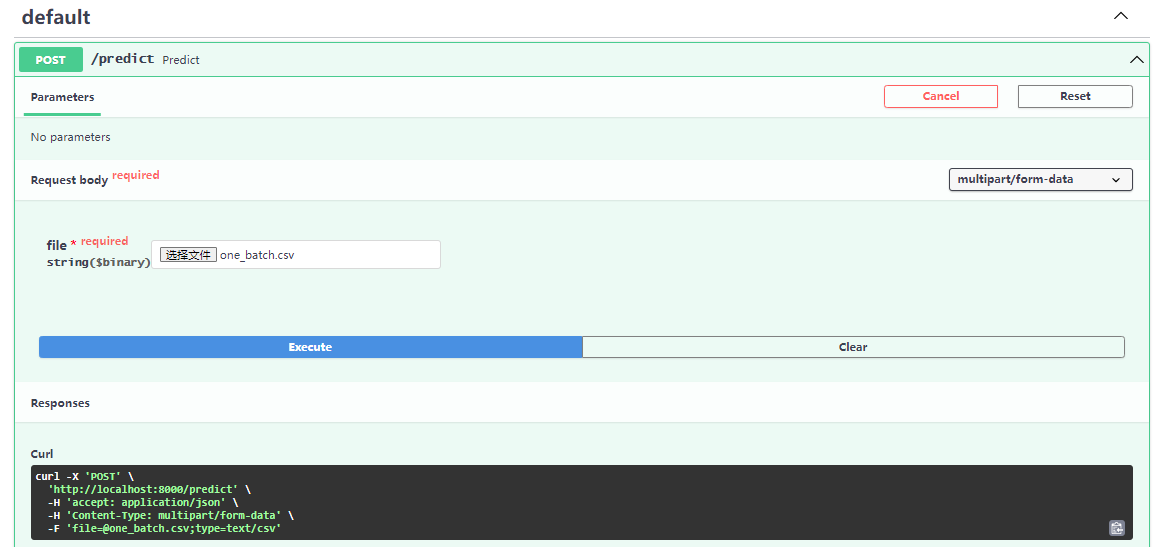 default
POST /predict Predict
Parameters Cancel Reset
No parameters
Request body required multipart/form-data
file * required
string($binary) 选择文件 one_batch.csv
Execute Clear
Responses
Curl
curl -X 'POST' \
'http://localhost:8000/predict' \
-H 'accept: application/json' \
-H 'Content-Type: multipart/form-data' \
-F 'file=@one_batch.csv;type=text/csv'